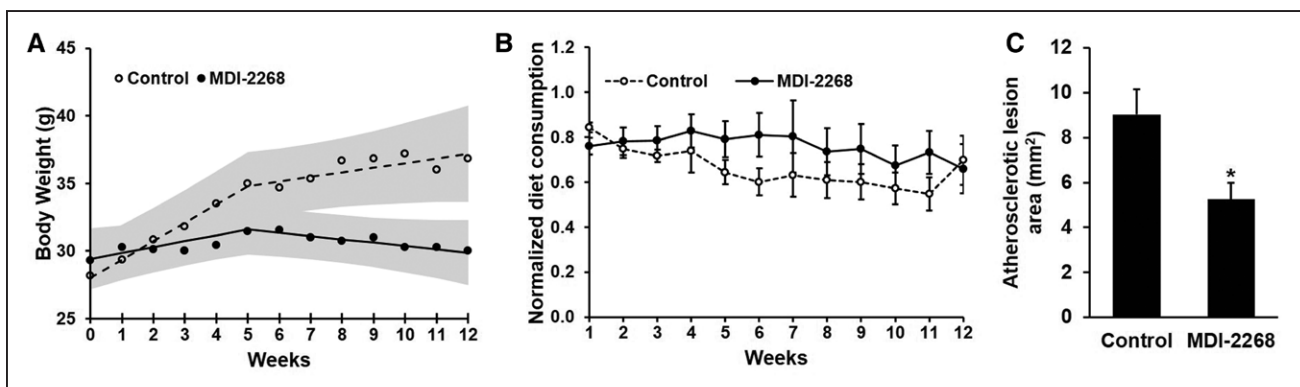 A
Body Weight (g)
45
40
35
30
25
Control
MDI-2268
0 1 2 3 4 5 6 7 8 9 10 11 12
Weeks
B
Normalized diet consumption
1.2
1.0
0.8
0.6
0.4
0.2
0.0
Control
MDI-2268
1 2 3 4 5 6 7 8 9 10 11 12
Weeks
C
Atherosclerotic lesion
area (mm²)
12
10
8
6
4
2
0
*
Control MDI-2268